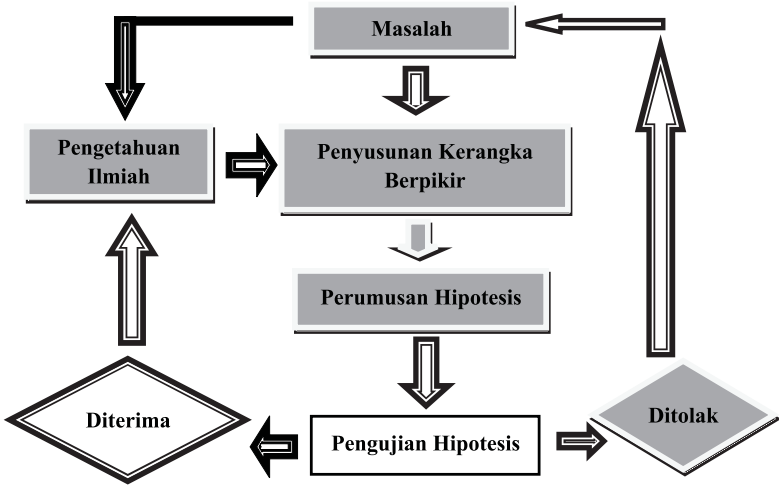 Masalah
Pengetahuan
Ilmiah
Penyusunan Kerangka
Berpikir
Perumusan Hipotesis
Diterima
Pengujian Hipotesis
Ditolak